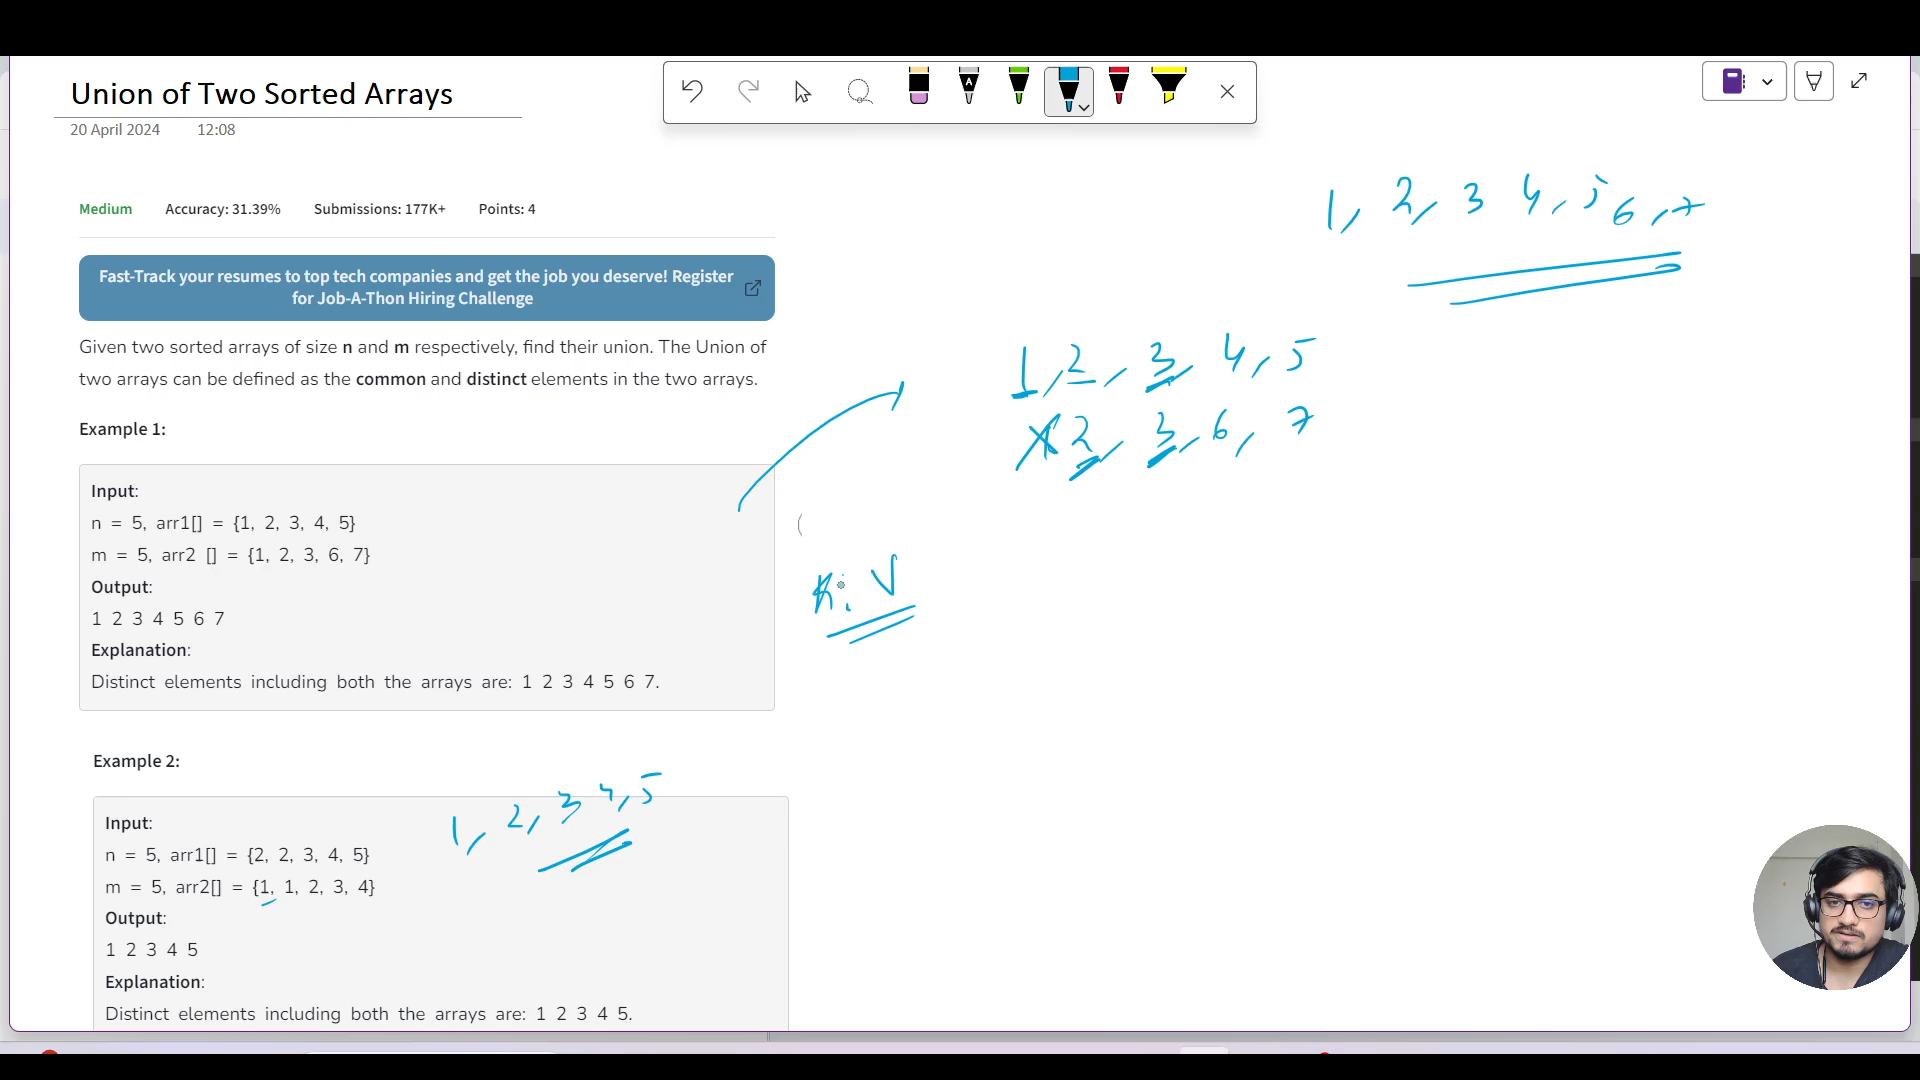 Union of Two Sorted Arrays
20 April 2024 12:08
Medium Accuracy: 31.39% Submissions: 177K+ Points: 4
Fast-Track your resumes to top tech companies and get the job you deserve! Register
for Job-A-Thon Hiring Challenge
Given two sorted arrays of size n and m respectively, find their union. The Union of
two arrays can be defined as the common and distinct elements in the two arrays.
Example 1:
Input:
n = 5, arr1[] = {1, 2, 3, 4, 5}
m = 5, arr2 [] = {1, 2, 3, 6, 7}
Output:
1 2 3 4 5 6 7
Explanation:
Distinct elements including both the arrays are: 1 2 3 4 5 6 7.
Example 2:
Input:
n = 5, arr1[] = {2, 2, 3, 4, 5}
m = 5, arr2[] = {1, 1, 2, 3, 4}
Output:
1 2 3 4 5
Explanation:
Distinct elements including both the arrays are: 1 2 3 4 5.
1, 2, 3 4, 5
1, 2, 3 4, 5 6, 7
1, 2, 3, 4, 5
1 2, 3, 6, 7
K: V